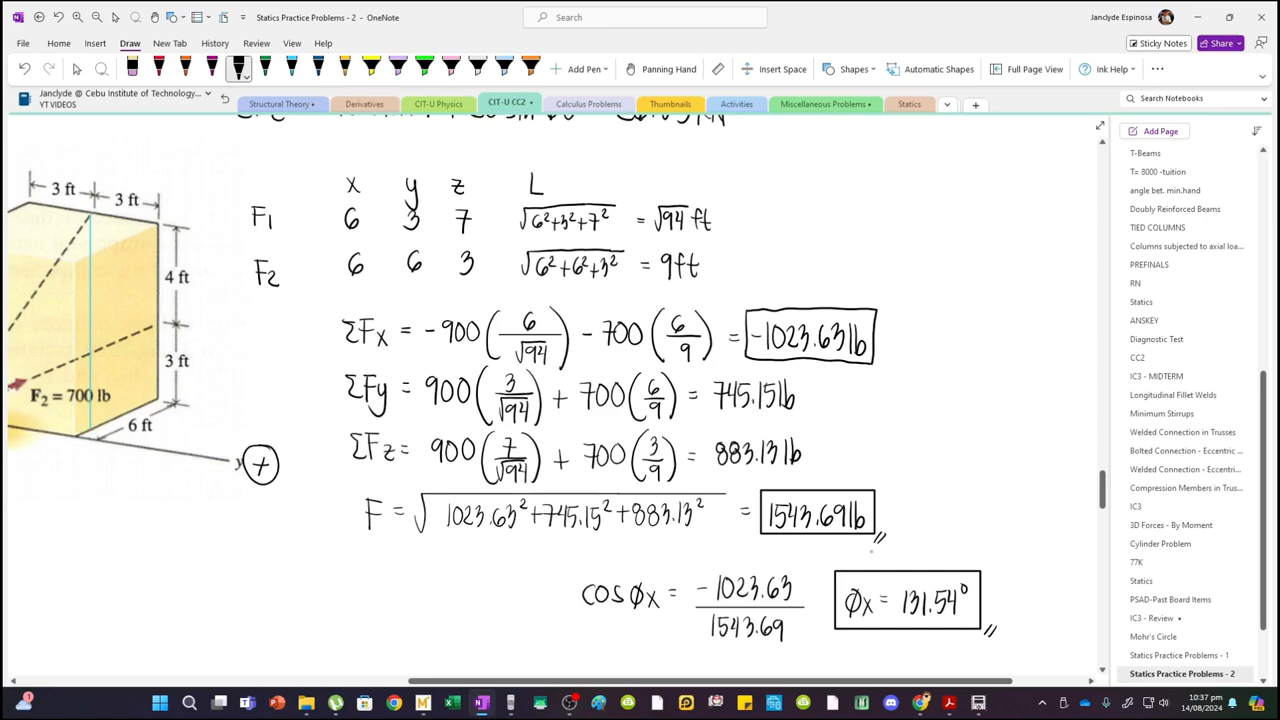 Statics Practice Problems - 2 - OneNote
Search
Janclyde Espinosa
File Home Insert Draw New Tab History Review View Help
Sticky Notes
Share
Add Pen
Panning Hand
Insert Space
Shapes
Automatic Shapes
Full Page View
Ink Help
Janclyde @ Cebu Institute of Technology...
YT VIDEOS
Structural Theory
Derivatives
CIT-U Physics
CIT-U CC2
Calculus Problems
Thumbnails
Activities
Miscellaneous Problems
Statics
Search Notebooks
Add Page
T-Beams
T= 8000 -tuition
angle bet. min.hand
Doubly Reinforced Beams
TIED COLUMNS
Columns subjected to axial loa...
PREFINALS
RN
Statics
ANSKEY
Diagnostic Test
CC2
IC3 - MIDTERM
Longitudinal Fillet Welds
Minimum Stirrups
Welded Connection in Trusses
Bolted Connection - Eccentric ...
Welded Connection - Eccentri...
Compression Members in Trus...
IC3
3D Forces - By Moment
Cylinder Problem
77K
Statics
PSAD-Past Board Items
IC3 - Review
Mohr's Circle
Statics Practice Problems - 1
Statics Practice Problems - 2
3 ft
3 ft
4 ft
3 ft
F₂ = 700 lb
6 ft
y +
x y z L
F1 6 3 7 √(6²+3²+7²) = √94 ft
F2 6 6 3 √(6²+6²+3²) = 9ft
ΣFx = -900 (6/√94) - 700 (6/9) = -1023.63lb
ΣFy = 900 (3/√94) + 700 (6/9) = 745.15lb
ΣFz = 900 (7/√94) + 700 (3/9) = 883.13lb
F = √(1023.63²+745.15²+883.13²) = 1543.69lb
cos φx = -1023.63/1543.69 φx = 131.54°
1
10:37 pm
14/08/2024